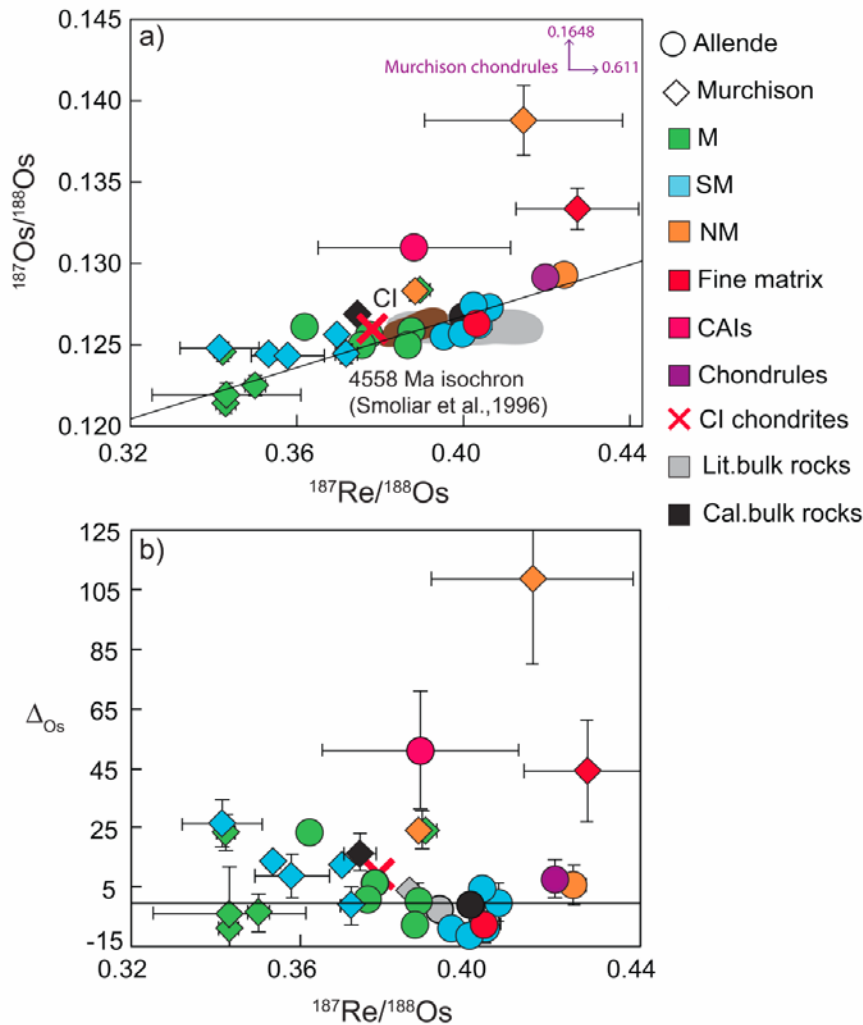 a)
0.1648
Murchison chondrules
0.611
0.145
0.140
0.135
0.130
0.125
0.120
¹⁸⁷Os/¹⁸⁸Os
CI
4558 Ma isochron
(Smoliar et al.,1996)
0.32
0.36
0.40
0.44
¹⁸⁷Re/¹⁸⁸Os
Allende
Murchison
M
SM
NM
Fine matrix
CAIs
Chondrules
CI chondrites
Lit.bulk rocks
Cal.bulk rocks
b)
125
105
85
65
45
25
5
-15
Δ_Os
0.32
0.36
0.40
0.44
¹⁸⁷Re/¹⁸⁸Os